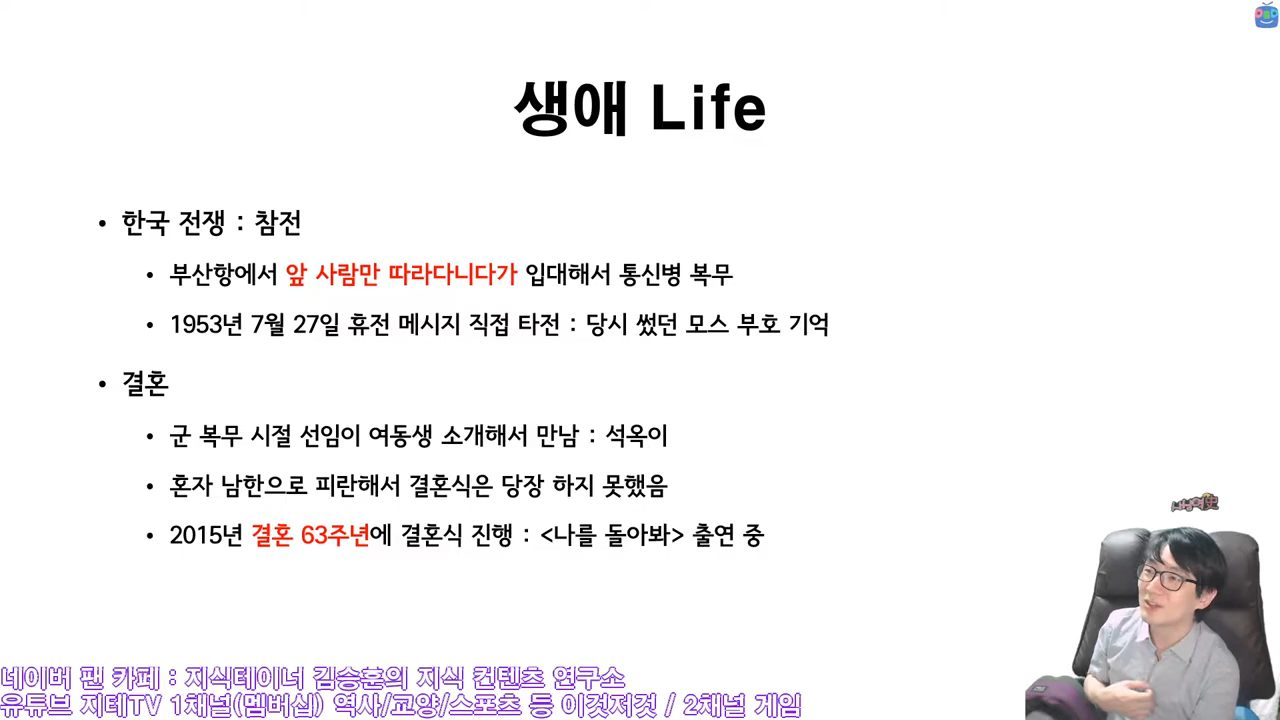 생애 Life
• 한국 전쟁 : 참전
• 부산항에서 앞 사람만 따라다니다가 입대해서 통신병 복무
• 1953년 7월 27일 휴전 메시지 직접 타전 : 당시 썼던 모스 부호 기억
• 결혼
• 군 복무 시절 선임이 여동생 소개해서 만남 : 석옥이
• 혼자 남한으로 피란해서 결혼식은 당장 하지 못했음
• 2015년 결혼 63주년에 결혼식 진행 : <나를 돌아봐> 출연 중
네이버 팬 카페 : 지식테이너 김승훈의 지식 컨텐츠 연구소
유튜브 지테TV 1채널(멤버십) 역사/교양/스포츠 등 이것저것 / 2채널 게임